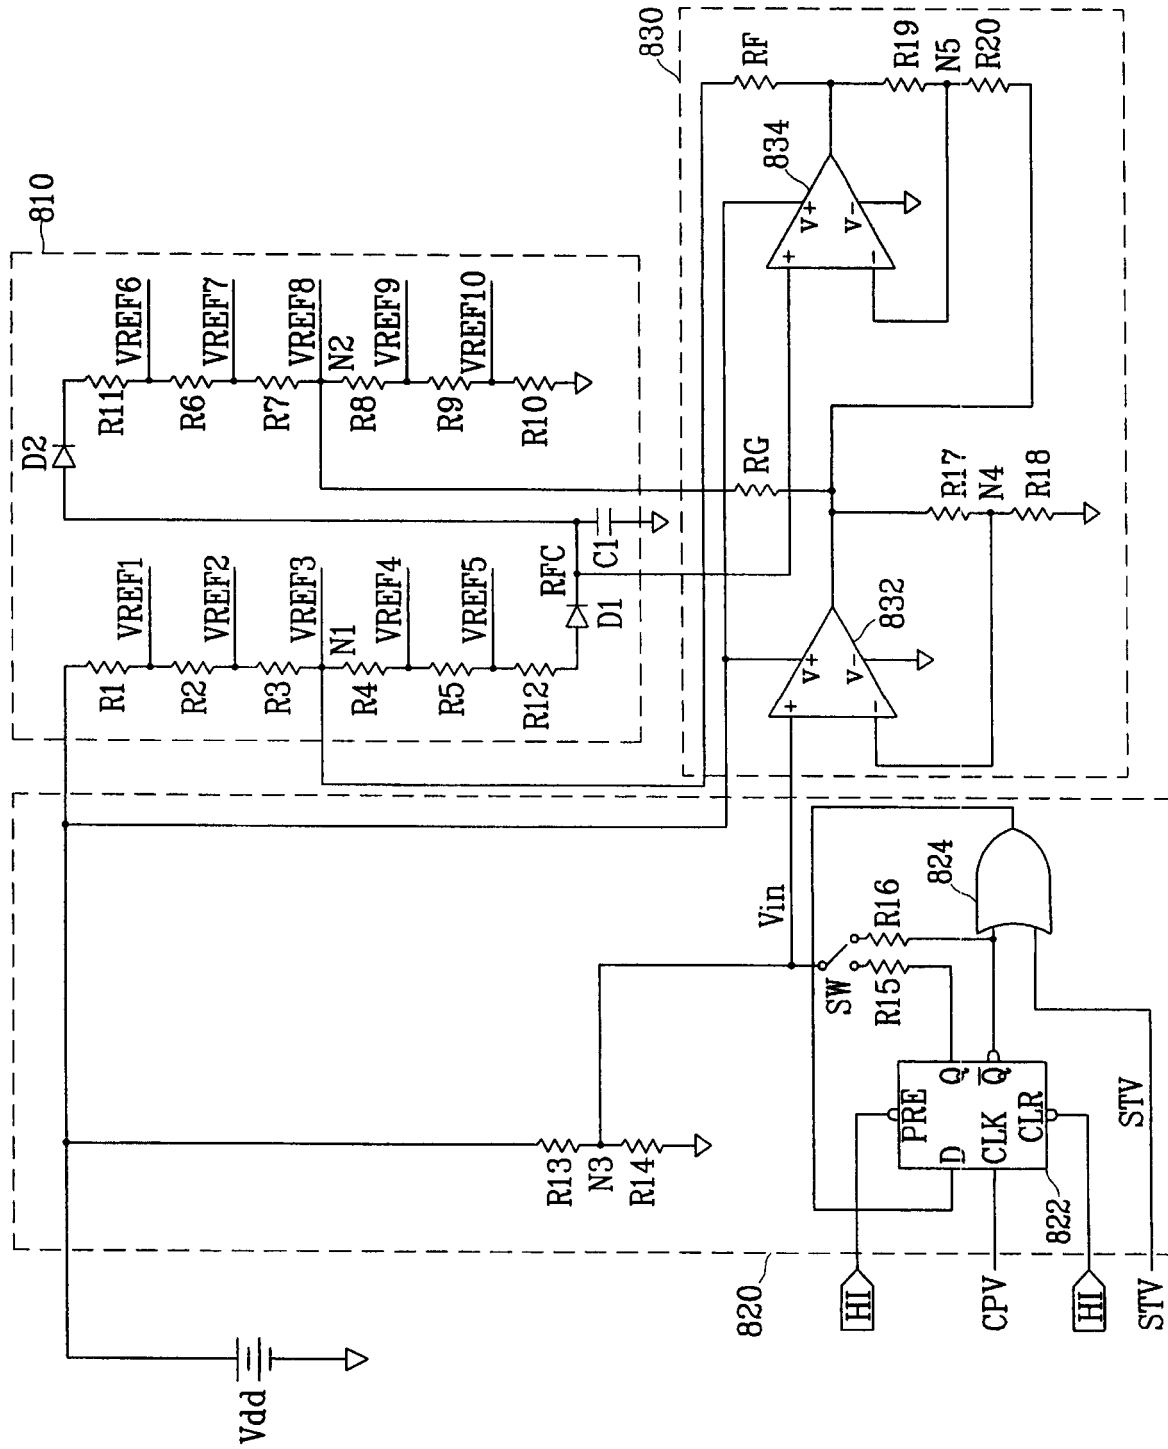 810
D2
R11
VREF6
R6
VREF7
R7
VREF8
N2
R8
VREF9
R9
VREF10
R10
R1
VREF1
R2
VREF2
R3
VREF3
N1
R4
VREF4
R5
VREF5
R12
RFC
D1
C1
830
RF
R19
N5
R20
834
V+
V-
+
-
RG
R17
N4
R18
832
V+
V-
+
-
Vin
SW
R15
R16
824
R13
N3
R14
PRE
D
Q
Q̅
CLK
CLR
822
820
HI
CPV
HI
STV
STV
Vdd